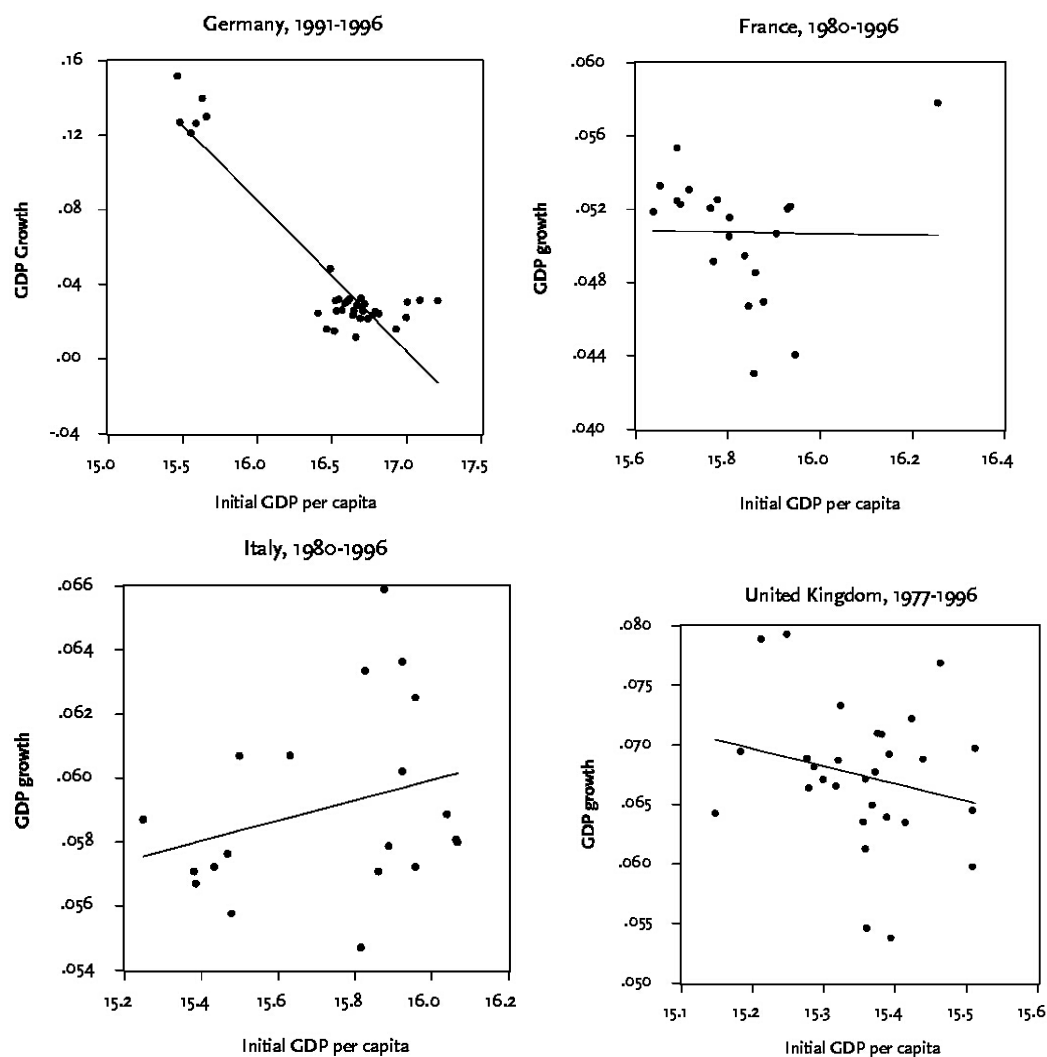 Germany, 1991-1996
.16
.12
.08
.04
.00
-.04
GDP Growth
15.0 15.5 16.0 16.5 17.0 17.5
Initial GDP per capita
France, 1980-1996
.060
.056
.052
.048
.044
.040
GDP growth
15.6 15.8 16.0 16.2 16.4
Initial GDP per capita
Italy, 1980-1996
.066
.064
.062
.060
.058
.056
.054
GDP growth
15.2 15.4 15.6 15.8 16.0 16.2
Initial GDP per capita
United Kingdom, 1977-1996
.080
.075
.070
.065
.060
.055
.050
GDP growth
15.1 15.2 15.3 15.4 15.5 15.6
Initial GDP per capita